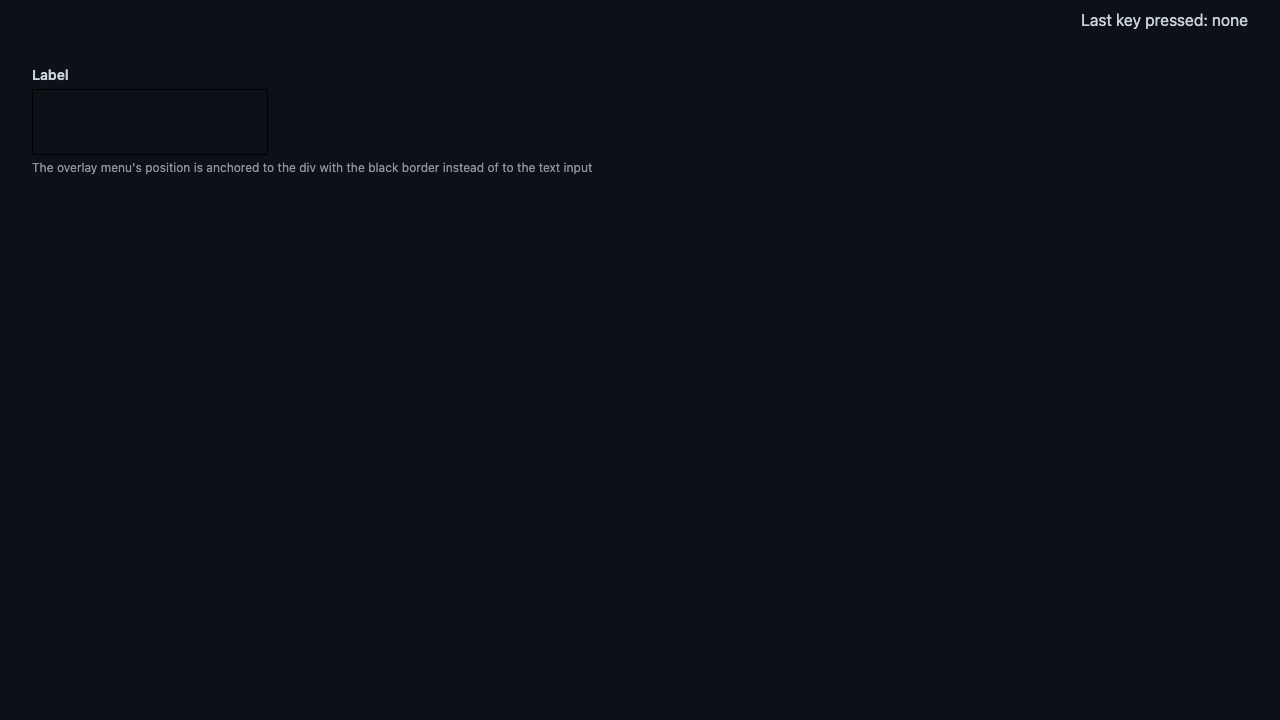 Last key pressed: none
Label
The overlay menu's position is anchored to the div with the black border instead of to the text input